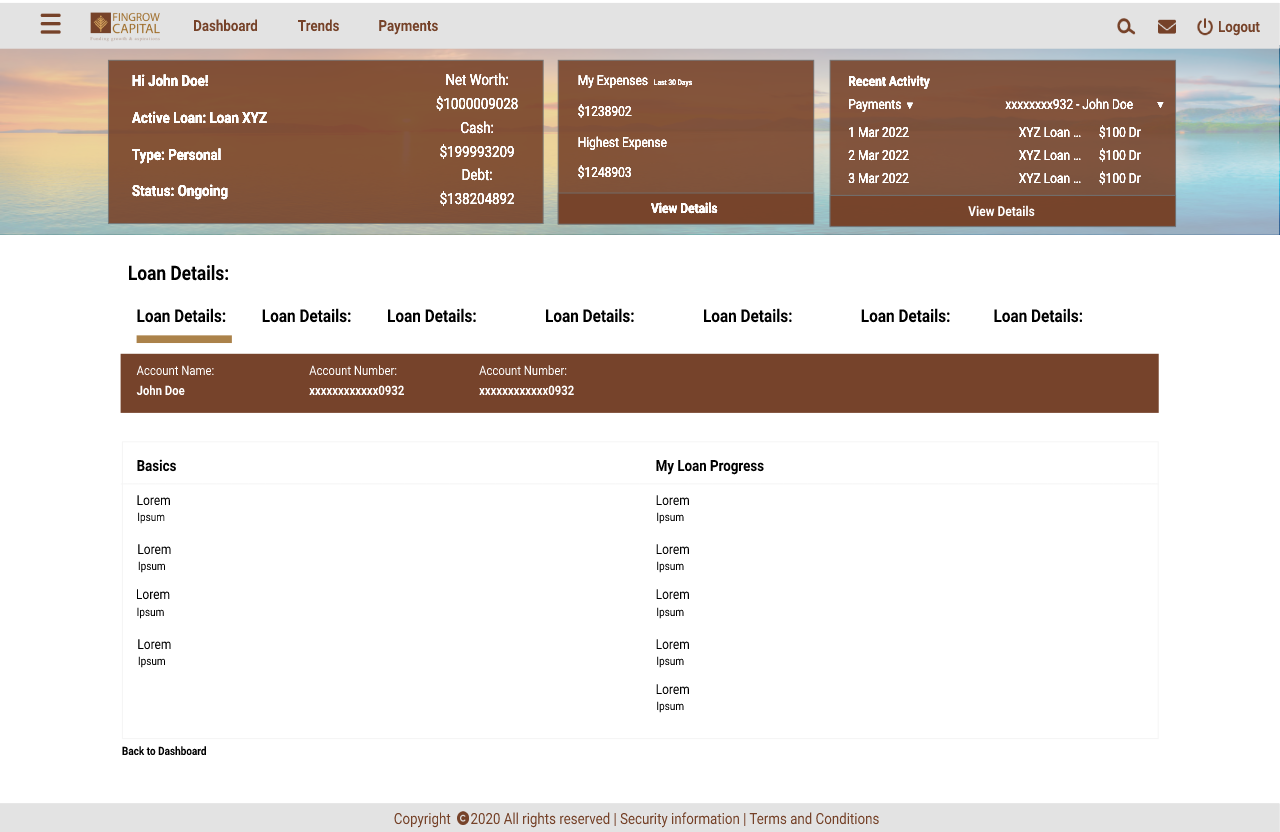 FINGROW
CAPITAL
Dashboard Trends Payments Logout
Hi John Doe!
Active Loan: Loan XYZ
Type: Personal
Status: Ongoing
Net Worth:
$1000009028
Cash:
$199993209
Debt:
$138204892
My Expenses Last 30 Days
$1238902
Highest Expense
$1248903
View Details
Recent Activity
Payments ▼ xxxxxxxx932 - John Doe ▼
1 Mar 2022 XYZ Loan ... $100 Dr
2 Mar 2022 XYZ Loan ... $100 Dr
3 Mar 2022 XYZ Loan ... $100 Dr
View Details
Loan Details:
Loan Details: Loan Details: Loan Details: Loan Details: Loan Details: Loan Details: Loan Details:
Account Name: Account Number: Account Number:
John Doe xxxxxxxxxxxx0932 xxxxxxxxxxxx0932
Basics
Lorem
Ipsum
Lorem
Ipsum
Lorem
Ipsum
Lorem
Ipsum
My Loan Progress
Lorem
Ipsum
Lorem
Ipsum
Lorem
Ipsum
Lorem
Ipsum
Lorem
Ipsum
Back to Dashboard
Copyright ©2020 All rights reserved | Security information | Terms and Conditions